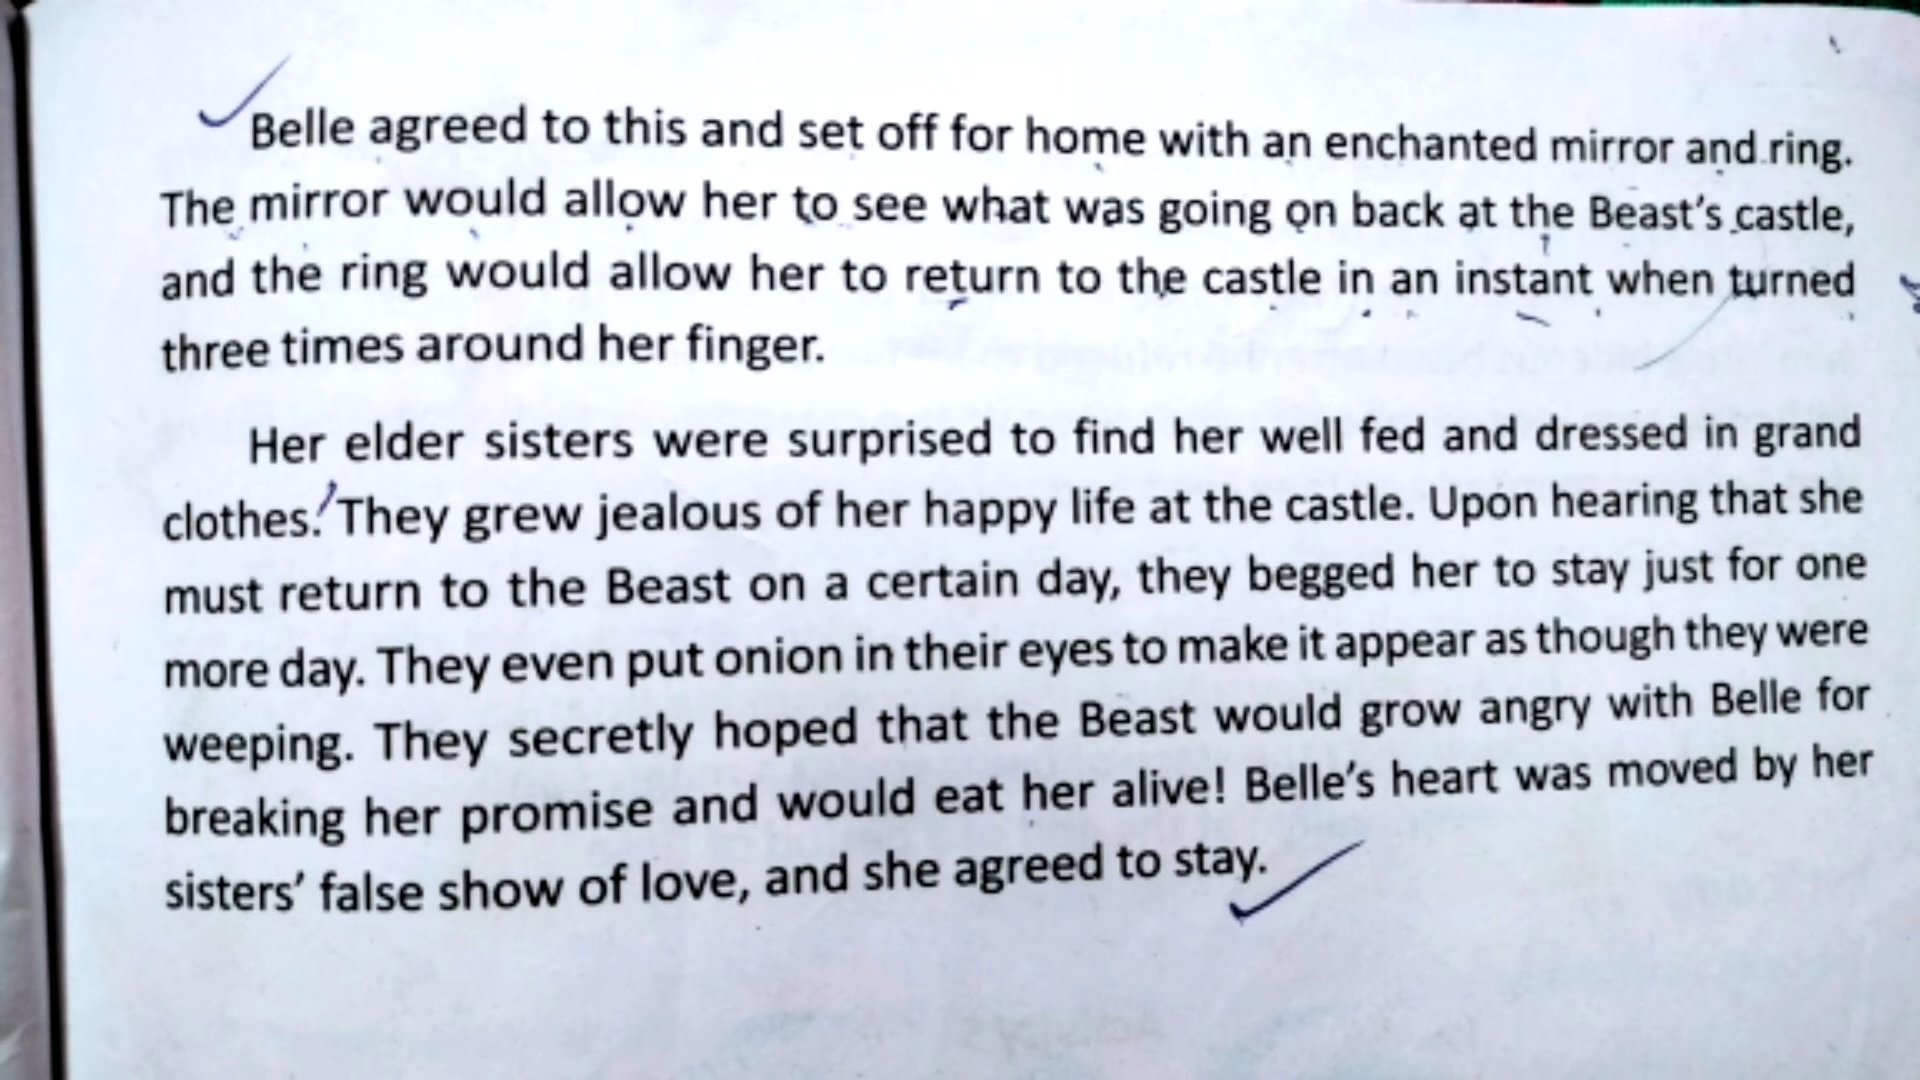 Belle agreed to this and set off for home with an enchanted mirror and ring.
The mirror would allow her to see what was going on back at the Beast's castle,
and the ring would allow her to return to the castle in an instant when turned
three times around her finger.
Her elder sisters were surprised to find her well fed and dressed in grand
clothes. They grew jealous of her happy life at the castle. Upon hearing that she
must return to the Beast on a certain day, they begged her to stay just for one
more day. They even put onion in their eyes to make it appear as though they were
weeping. They secretly hoped that the Beast would grow angry with Belle for
breaking her promise and would eat her alive! Belle's heart was moved by her
sisters' false show of love, and she agreed to stay.